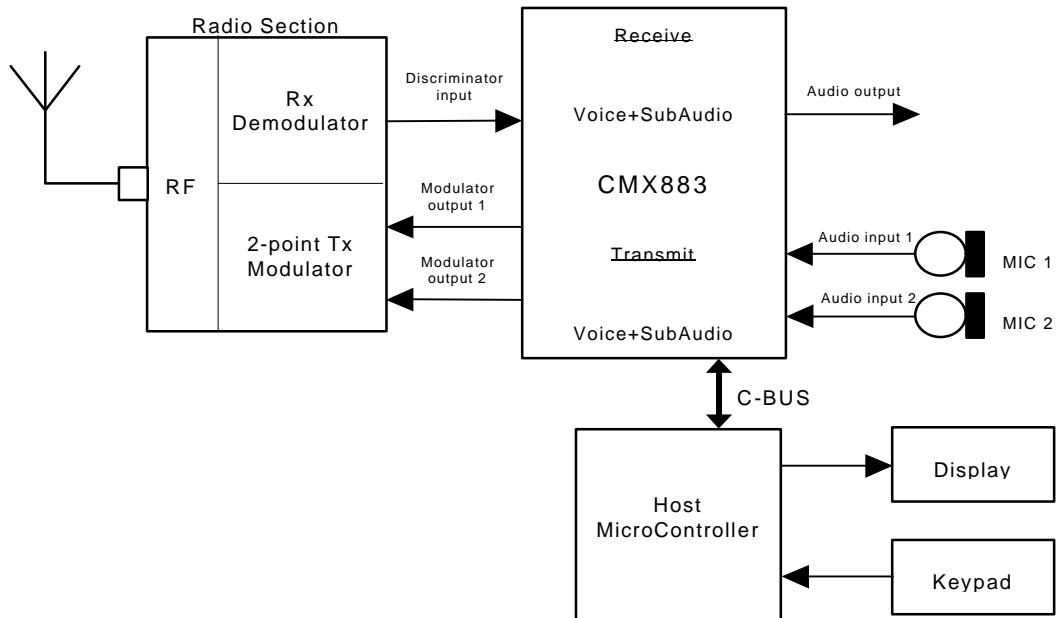 Radio Section
RF
Rx
Demodulator
2-point Tx
Modulator
Discriminator
input
Modulator
output 1
Modulator
output 2
Receive
Voice+SubAudio
CMX883
Transmit
Voice+SubAudio
Audio output
Audio input 1
MIC 1
Audio input 2
MIC 2
C-BUS
Host
MicroController
Display
Keypad